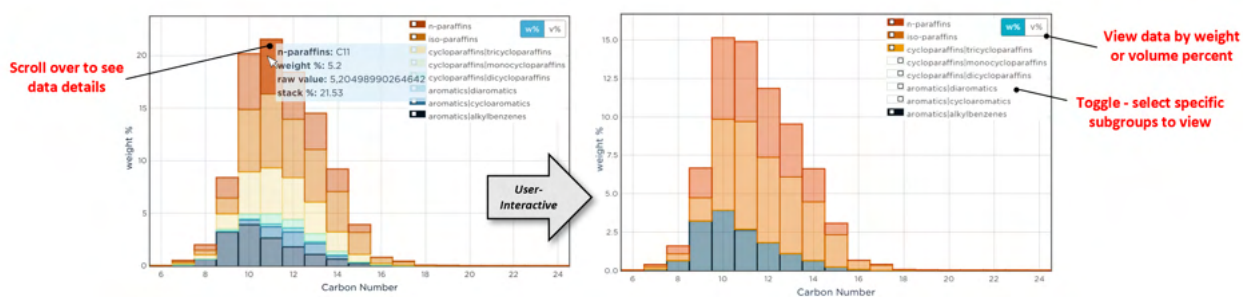 Scroll over to see
data details
weight %
20
15
10
5
0
n-paraffins: C11
weight %: 5.2
raw value: 5,20498990264642
stack %: 21.53
w% v%
n-paraffins
iso-paraffins
cycloparaffins|tricycloparaffins
cycloparaffins|monocycloparaffins
cycloparaffins|dicycloparaffins
aromatics|diaromatics
aromatics|cycloaromatics
aromatics|alkylbenzenes
6 8 10 12 14 16 18 20 22 24
Carbon Number
User-
Interactive
weight %
15.0
12.5
10.0
7.5
5.0
2.5
0.0
w% v%
n-paraffins
iso-paraffins
cycloparaffins|tricycloparaffins
cycloparaffins|monocycloparaffins
cycloparaffins|dicycloparaffins
aromatics|diaromatics
aromatics|cycloaromatics
aromatics|alkylbenzenes
6 8 10 12 14 16 18 20 22 24
Carbon Number
View data by weight
or volume percent
Toggle - select specific
subgroups to view